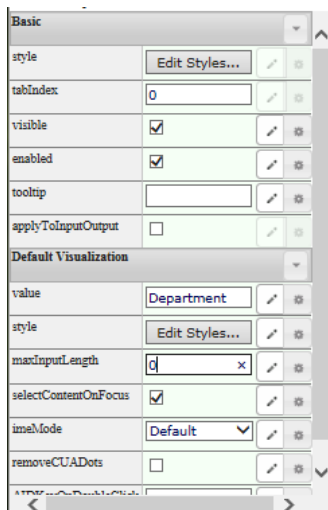 Basic
style Edit Styles...
tabIndex 0
visible
enabled
tooltip
applyToInputOutput
Default Visualization
value Department
style Edit Styles...
maxInputLength 0
selectContentOnFocus
imeMode Default
removeCUADots